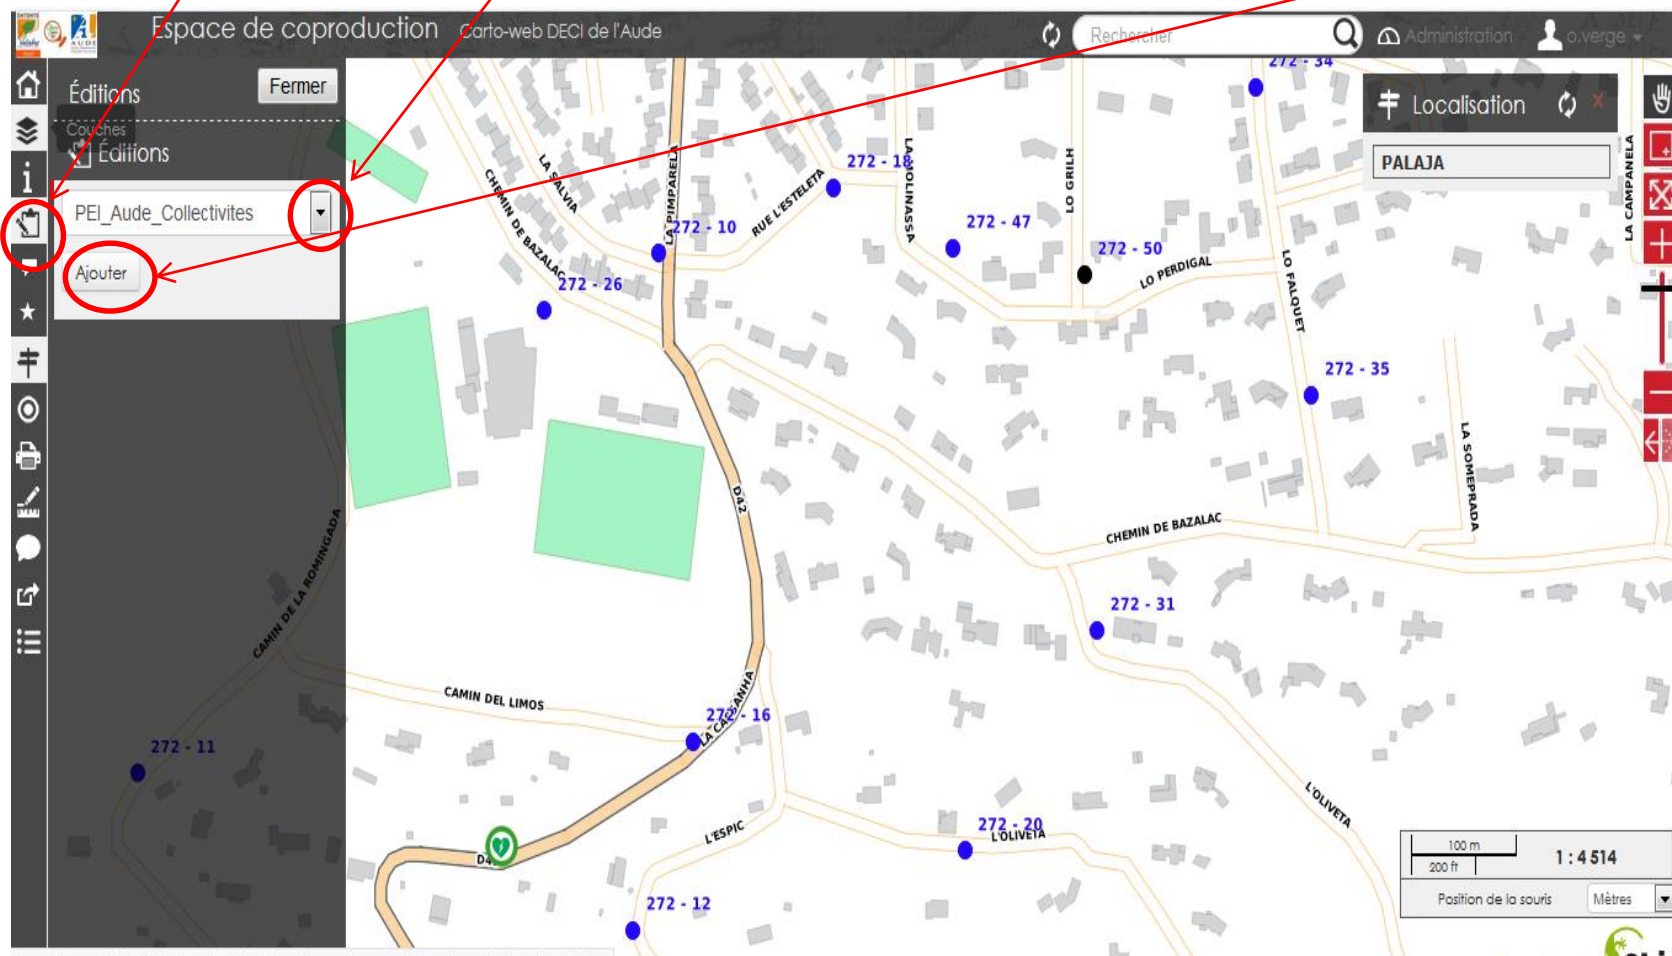 Espace de coproduction Carto-web DECI de l'Aude
Rechercher
Administration
o.verge
AUDE
Éditions
Fermer
Couches
Éditions
PEI_Aude_Collectivites
Ajouter
Localisation
PALAJA
272 - 34
272 - 18
272 - 10
272 - 47
272 - 50
272 - 26
272 - 35
272 - 31
272 - 16
272 - 11
272 - 20
272 - 12
LA SALVIA
CHEMIN DE BAZALAC
LA PIMPARELA
RUE L'ESTELETA
LA MOLINASSA
LO GRILH
LO PERDIGAL
LO FALQUET
LA CAMPANELA
LA SOMEPRADA
D42
CHEMIN DE BAZALAC
CAMIN DE LA ROMINGADA
CAMIN DEL LIMOS
LA CASSANHA
L'OLIVETA
L'ESPIC
L'OLIVETA
100 m
200 ft
1 : 4 514
Position de la souris
Mètres